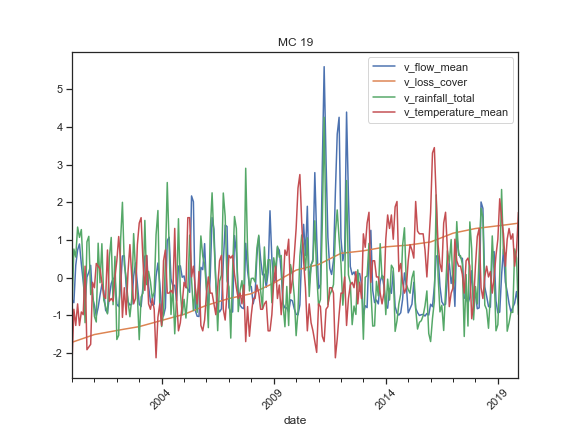 MC 19
v_flow_mean
v_loss_cover
v_rainfall_total
v_temperature_mean
5
4
3
2
1
0
-1
-2
2004
2009
2014
2019
date